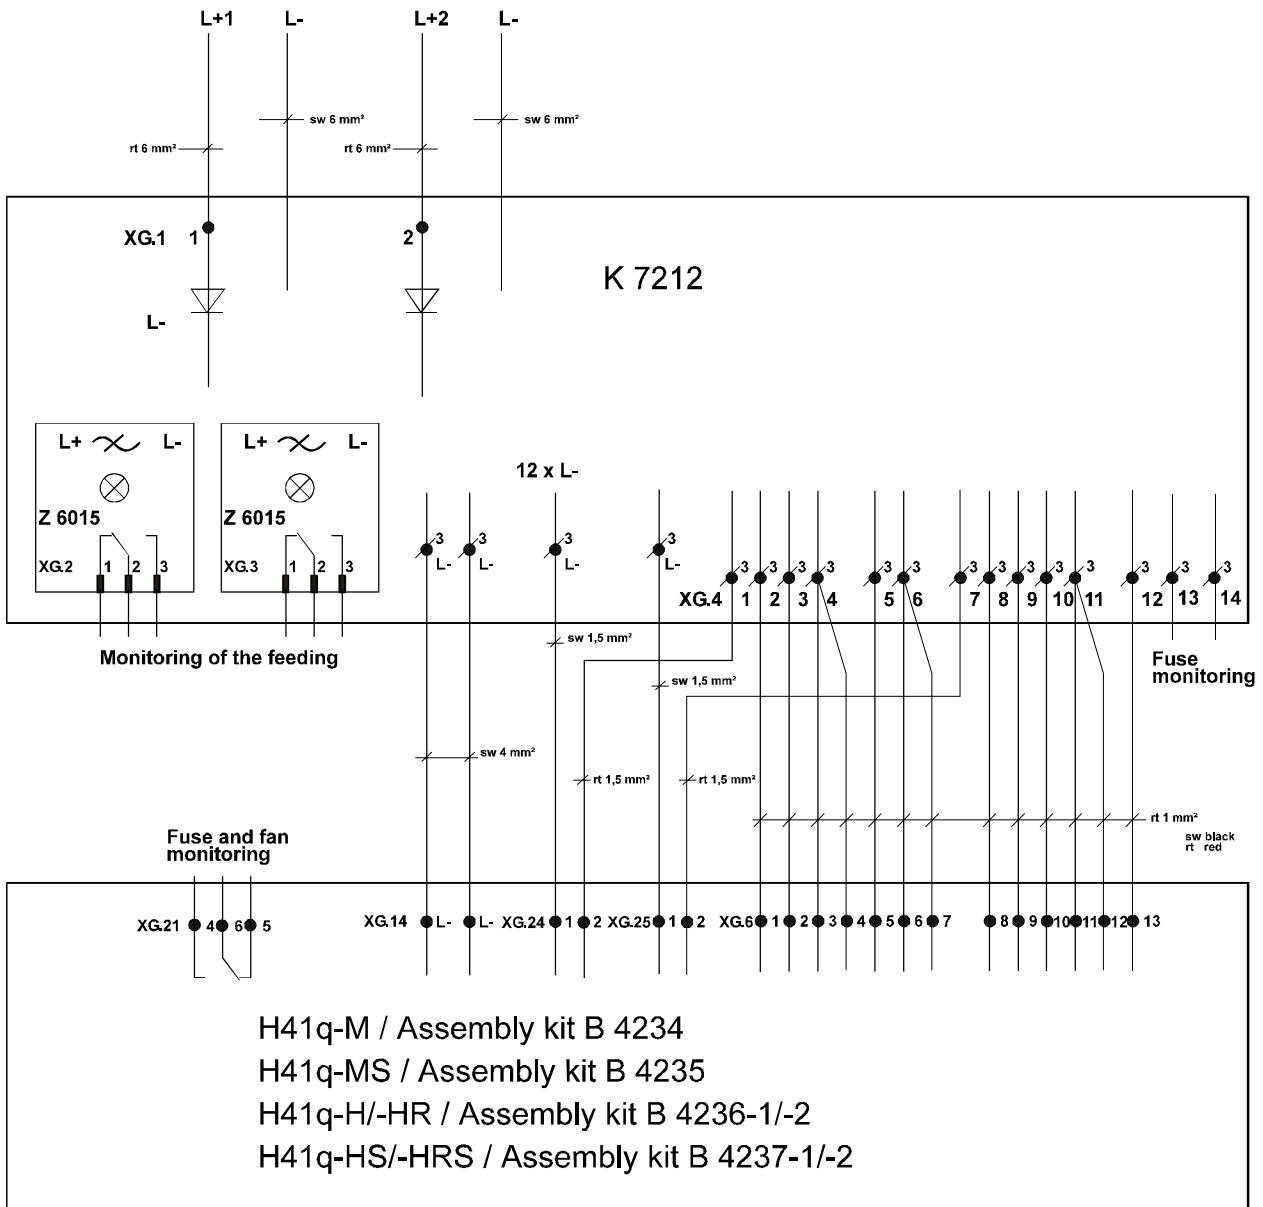 L+1 L- L+2 L-
sw 6 mm² sw 6 mm²
rt 6 mm² rt 6 mm²
XG.1 1 2
K 7212
L-
L+ L- L+ L-
12 x L-
Z 6015 Z 6015
3 3 3 3
L- L- L- L-
XG.2 1 2 3 XG.3 1 2 3
3 3 3 3 3 3 3 3 3 3 3 3 3 3
XG.4 1 2 3 4 5 6 7 8 9 10 11 12 13 14
Monitoring of the feeding
sw 1,5 mm²
Fuse
monitoring
sw 1,5 mm²
sw 4 mm²
rt 1,5 mm² rt 1,5 mm²
rt 1 mm²
sw black
rt red
Fuse and fan
monitoring
XG.21 4 6 5 XG.14 L- L- XG.24 1 2 XG.25 1 2 XG.6 1 2 3 4 5 6 7 8 9 10 11 12 13
H41q-M / Assembly kit B 4234
H41q-MS / Assembly kit B 4235
H41q-H/-HR / Assembly kit B 4236-1/-2
H41q-HS/-HRS / Assembly kit B 4237-1/-2